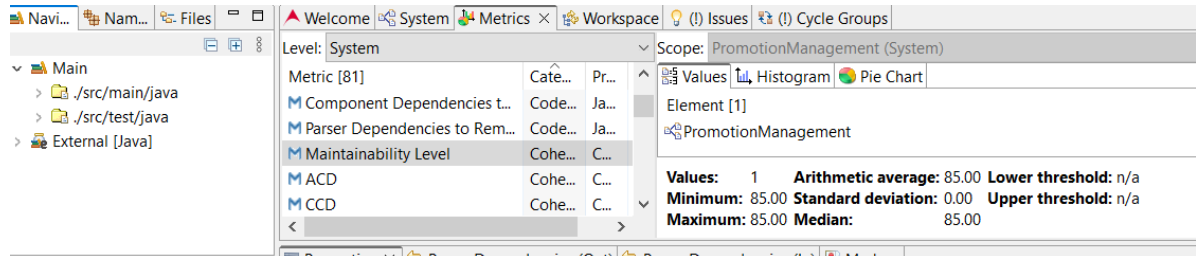 Navi... Nam... Files
Main
./src/main/java
./src/test/java
External [Java]
Welcome System Metrics Workspace (!) Issues (!) Cycle Groups
Level: System
Metric [81] Cate... Pr...
Component Dependencies t... Code... Ja...
Parser Dependencies to Rem... Code... Ja...
Maintainability Level Cohe... C...
ACD Cohe... C...
CCD Cohe... C...
Scope: PromotionManagement (System)
Values Histogram Pie Chart
Element [1]
PromotionManagement
Values: 1 Arithmetic average: 85.00 Lower threshold: n/a
Minimum: 85.00 Standard deviation: 0.00 Upper threshold: n/a
Maximum: 85.00 Median: 85.00